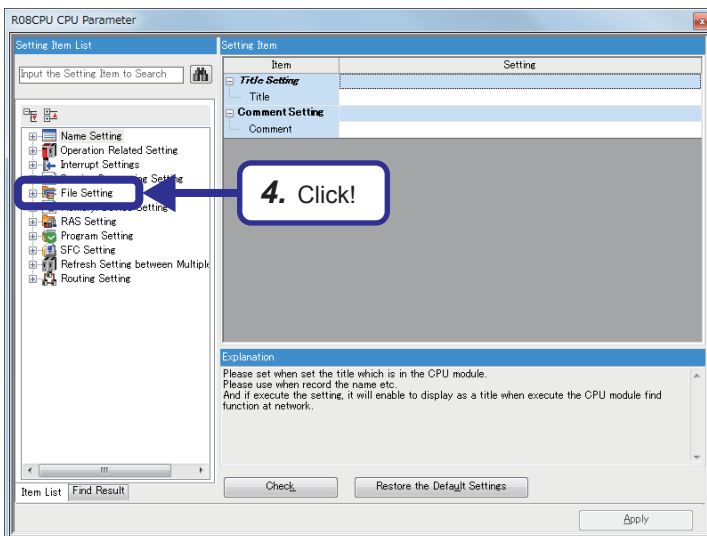 R08CPU CPU Parameter
Setting Item List
Setting Item
Input the Setting Item to Search
Item
Setting
Title Setting
Title
Comment Setting
Comment
Name Setting
Operation Related Setting
Interrupt Settings
Setting
File Setting
Setting
RAS Setting
Program Setting
SFC Setting
Refresh Setting between Multiple
Routing Setting
4. Click!
Explanation
Please set when set the title which is in the CPU module.
Please use when record the name etc.
And if execute the setting, it will enable to display as a title when execute the CPU module find
function at network.
Item List
Find Result
Check
Restore the Default Settings
Apply